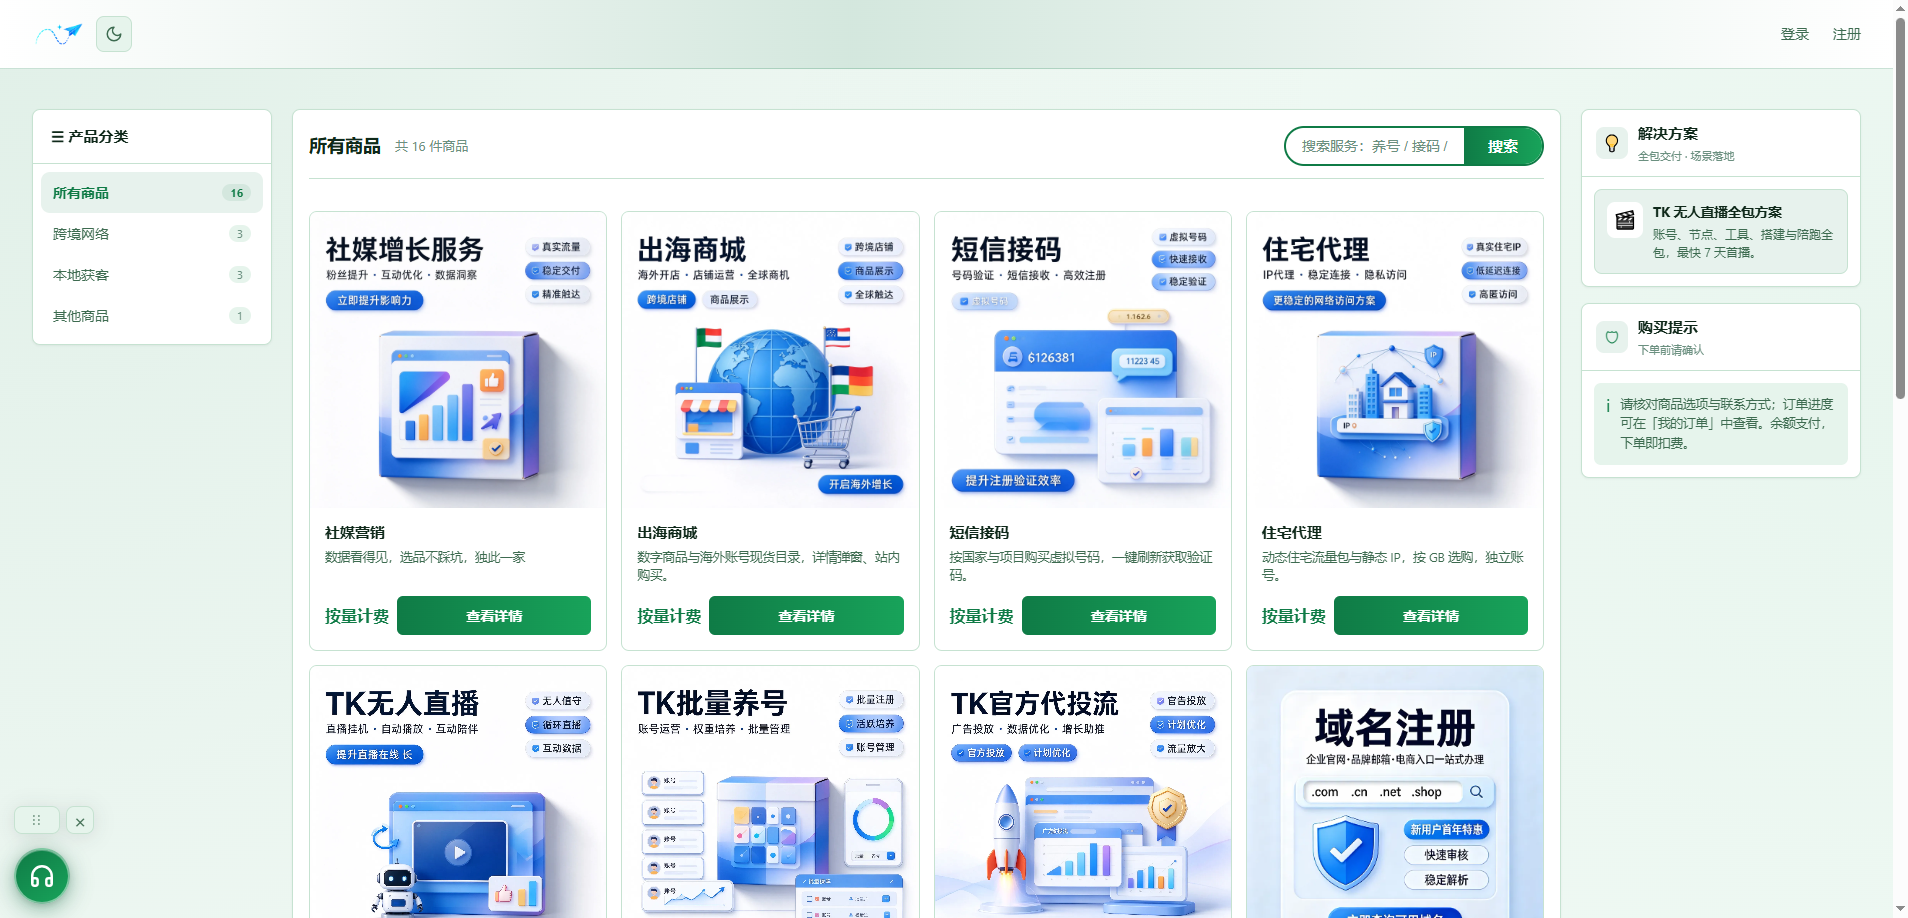 登录
注册
☰ 产品分类
所有商品 16
跨境网络 3
本地获客 3
其他商品 1
所有商品 共 16 件商品
搜索服务：养号 / 接码 /
搜索
社媒增长服务
粉丝提升 · 互动优化 · 数据洞察
立即提升影响力
真实流量
稳定交付
精准触达
社媒营销
数据看得见，选品不踩坑，独此一家
按量计费
查看详情
出海商城
海外开店 · 店铺运营 · 全球商机
跨境店铺
商品展示
跨境店铺
商品展示
全球触达
开启海外增长
出海商城
数字商品与海外账号现货目录，详情弹窗、站内
购买。
按量计费
查看详情
短信接码
号码验证 · 短信接收 · 高效注册
虚拟号码
虚拟号码
快速接收
稳定验证
1.162.6
6126381
11223 45
提升注册验证效率
短信接码
按国家与项目购买虚拟号码，一键刷新获取验证
码。
按量计费
查看详情
住宅代理
IP代理 · 稳定连接 · 隐私访问
更稳定的网络访问方案
真实住宅IP
低延迟连接
高匿访问
IP
IP
住宅代理
动态住宅流量包与静态 IP，按 GB 选购，独立账
号。
按量计费
查看详情
TK无人直播
直播挂机 · 自动播放 · 互动陪伴
提升直播在线 长
无人值守
循环直播
互动数据
TK批量养号
账号运营 · 权重培养 · 批量管理
批量注册
活跃培养
账号管理
TK官方代投流
广告投放 · 数据优化 · 增长助推
官方投放
计划优化
官告投放
计划优化
流量放大
域名注册
企业官网·品牌邮箱·电商入口一站式办理
.com .cn .net .shop
新用户首年特惠
快速审核
稳定解析
解决方案
全包交付 · 场景落地
TK 无人直播全包方案
账号、节点、工具、搭建与陪跑全
包，最快 7 天首播。
购买提示
下单前请确认
请核对商品选项与联系方式；订单进度
可在「我的订单」中查看。余额支付，
下单即扣费。